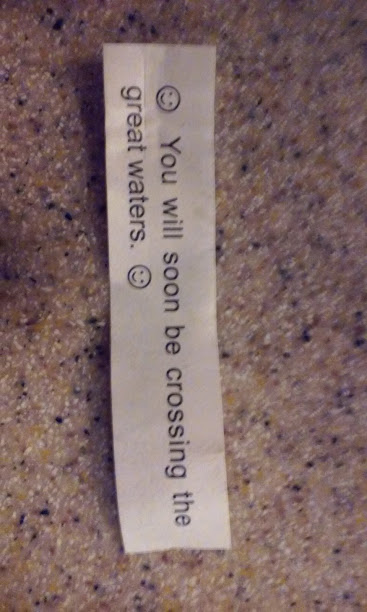 ☺ You will soon be crossing the
great waters. ☺